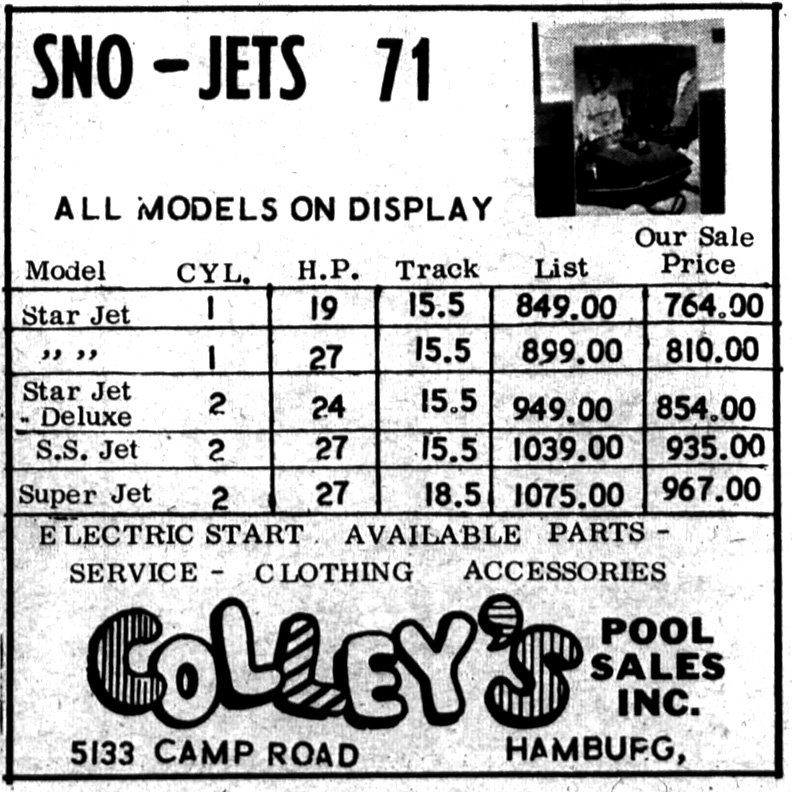 SNO - JETS 71
ALL MODELS ON DISPLAY
Model CYL. H.P. Track List Our Sale Price
Star Jet 1 19 15.5 849.00 764.00
" " 1 27 15.5 899.00 810.00
Star Jet - Deluxe 2 24 15.5 949.00 854.00
S.S. Jet 2 27 15.5 1039.00 935.00
Super Jet 2 27 18.5 1075.00 967.00
ELECTRIC START AVAILABLE PARTS -
SERVICE - CLOTHING ACCESSORIES
COLLEY'S POOL SALES INC.
5133 CAMP ROAD HAMBURG,